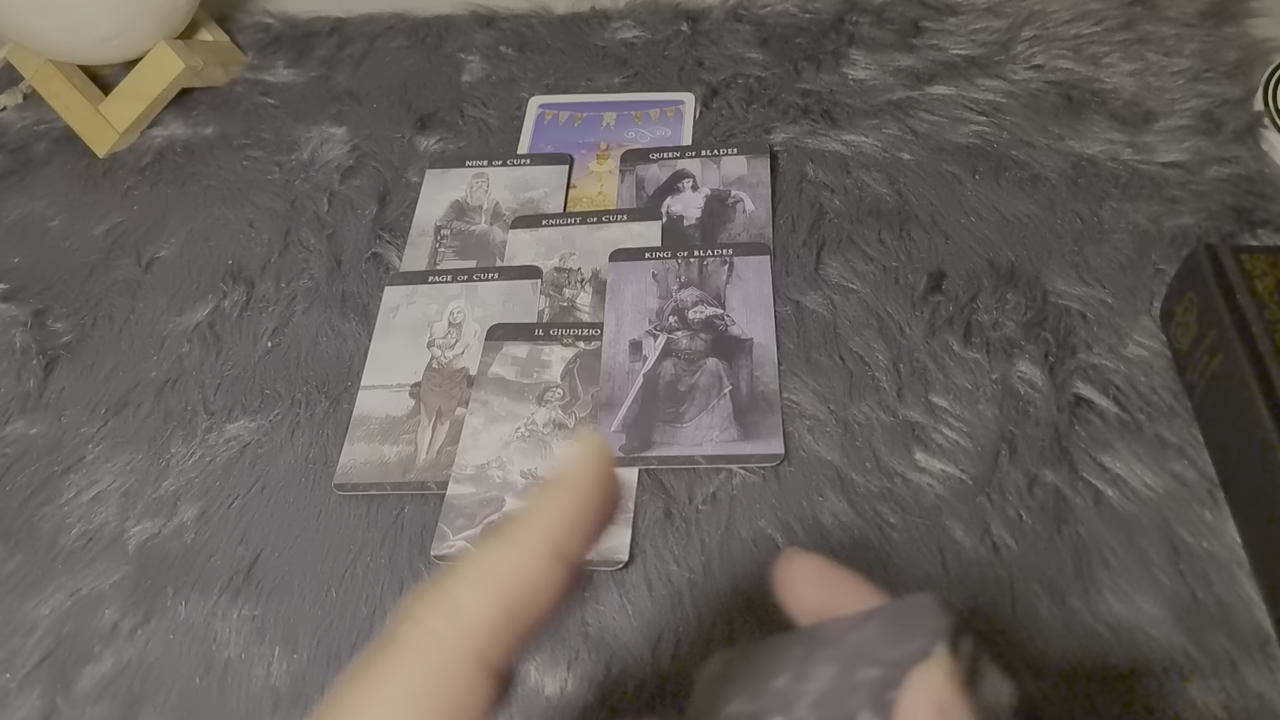 NINE OF CUPS
QUEEN OF BLADES
KNIGHT OF CUPS
KING OF BLADES
PAGE OF CUPS
IL GIUDIZIO
XX